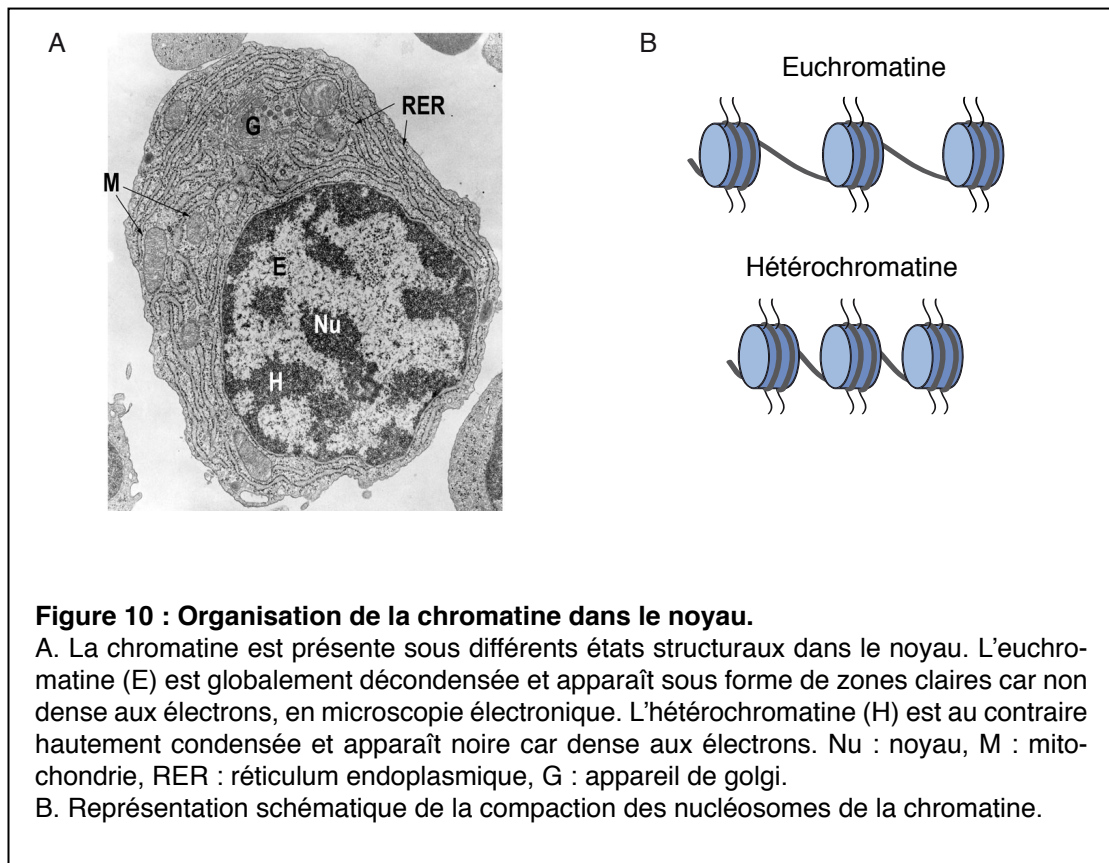 A
B
Euchromatine
RER
G
M
E
Nu
H
Hétérochromatine
Figure 10 : Organisation de la chromatine dans le noyau.
A. La chromatine est présente sous différents états structuraux dans le noyau. L'euchro-
matine (E) est globalement décondensée et apparaît sous forme de zones claires car non
dense aux électrons, en microscopie électronique. L'hétérochromatine (H) est au contraire
hautement condensée et apparaît noire car dense aux électrons. Nu : noyau, M : mito-
chondrie, RER : réticulum endoplasmique, G : appareil de golgi.
B. Représentation schématique de la compaction des nucléosomes de la chromatine.